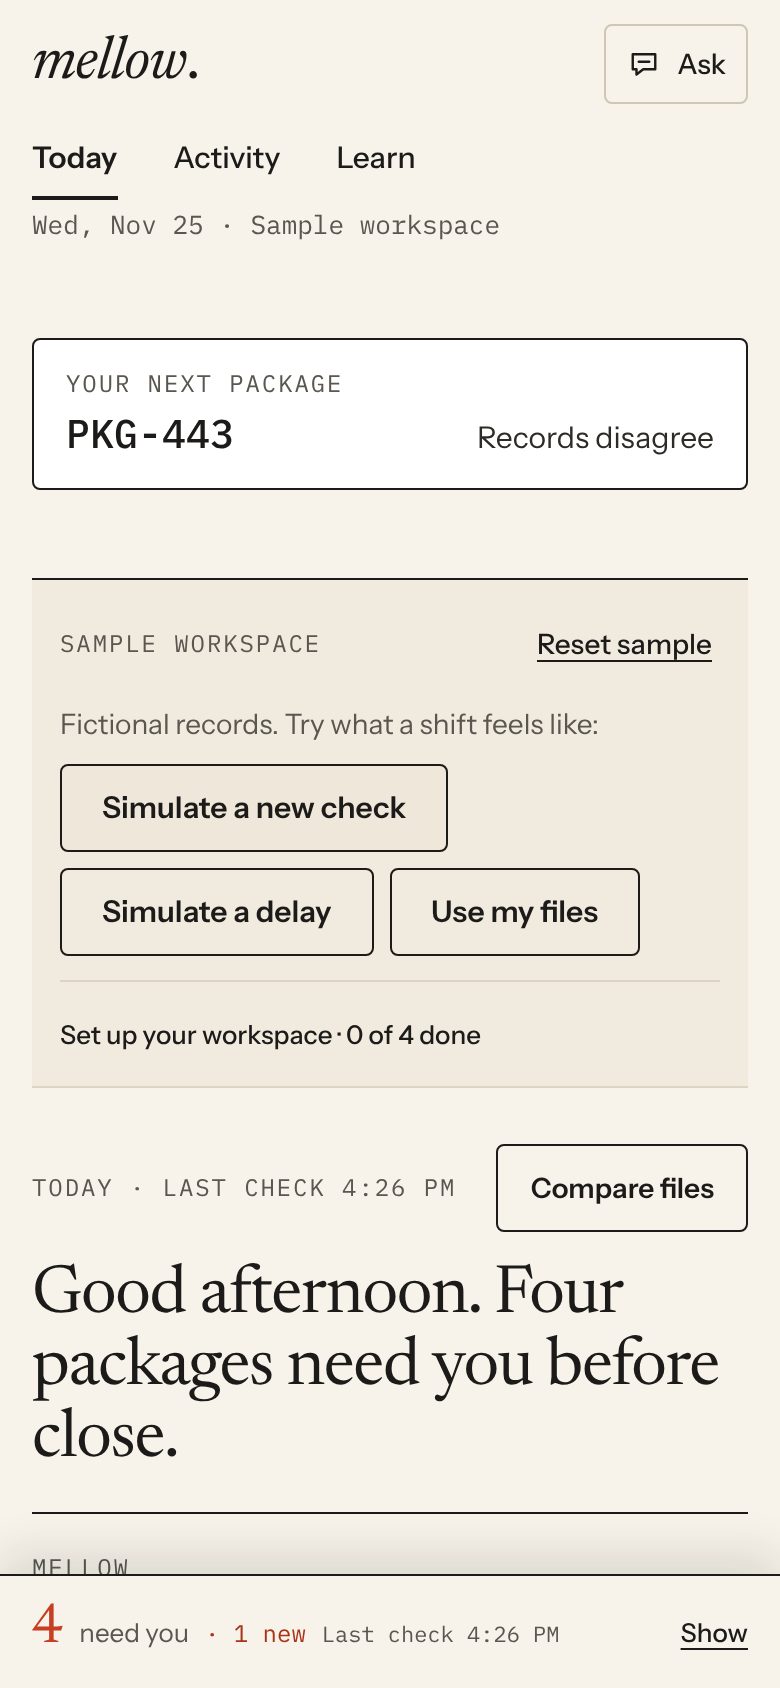 mellow.
Ask
Today Activity Learn
Wed, Nov 25 · Sample workspace
YOUR NEXT PACKAGE
PKG-443 Records disagree
SAMPLE WORKSPACE Reset sample
Fictional records. Try what a shift feels like:
Simulate a new check
Simulate a delay Use my files
Set up your workspace · 0 of 4 done
TODAY · LAST CHECK 4:26 PM Compare files
Good afternoon. Four
packages need you before
close.
MELLOW
4 need you · 1 new Last check 4:26 PM Show